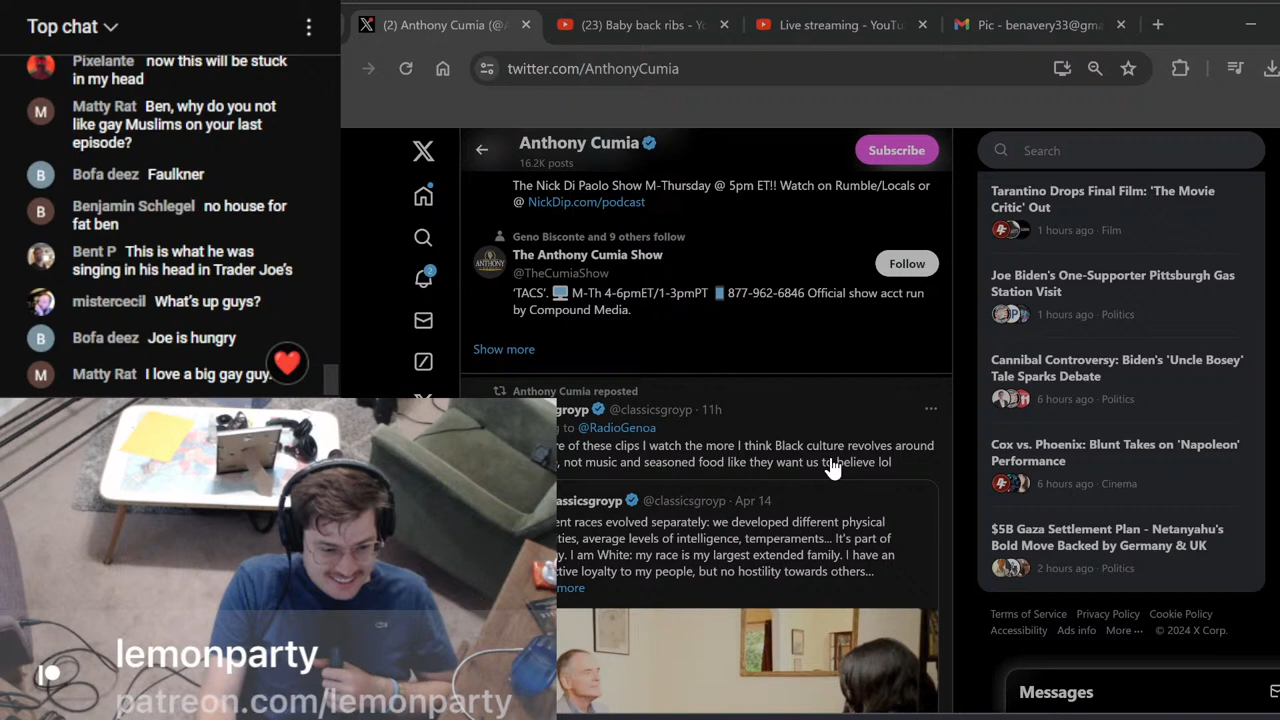 Top chat
Pixelante now this will be stuck
in my head
M
Matty Rat Ben, why do you not
like gay Muslims on your last
episode?
B
Bofa deez Faulkner
B
Benjamin Schlegel no house for
fat ben
Bent P This is what he was
singing in his head in Trader Joe's
mistercecil What's up guys?
B
Bofa deez Joe is hungry
M
Matty Rat I love a big gay guy.
(2) Anthony Cumia (@A
(23) Baby back ribs - Yo
Live streaming - YouTu
Pic - benavery33@gma
twitter.com/AnthonyCumia
Anthony Cumia
16.2K posts
Subscribe
The Nick Di Paolo Show M-Thursday @ 5pm ET!! Watch on Rumble/Locals or
@ NickDip.com/podcast
Geno Bisconte and 9 others follow
The Anthony Cumia Show
@TheCumiaShow
Follow
'TACS'. M-Th 4-6pmET/1-3pmPT 877-962-6846 Official show acct run
by Compound Media.
Show more
Anthony Cumia reposted
groyp @classicsgroyp · 11h
g to @RadioGenoa
re of these clips I watch the more I think Black culture revolves around
, not music and seasoned food like they want us to believe lol
assicsgroyp @classicsgroyp · Apr 14
ent races evolved separately: we developed different physical
ties, average levels of intelligence, temperaments... It's part of
y. I am White: my race is my largest extended family. I have an
ctive loyalty to my people, but no hostility towards others...
more
Search
Tarantino Drops Final Film: 'The Movie
Critic' Out
1 hours ago · Film
Joe Biden's One-Supporter Pittsburgh Gas
Station Visit
1 hours ago · Politics
Cannibal Controversy: Biden's 'Uncle Bosey'
Tale Sparks Debate
6 hours ago · Politics
Cox vs. Phoenix: Blunt Takes on 'Napoleon'
Performance
6 hours ago · Cinema
$5B Gaza Settlement Plan - Netanyahu's
Bold Move Backed by Germany & UK
2 hours ago · Politics
Terms of Service Privacy Policy Cookie Policy
Accessibility Ads info More ··· © 2024 X Corp.
Messages
lemonparty
patreon.com/lemonparty